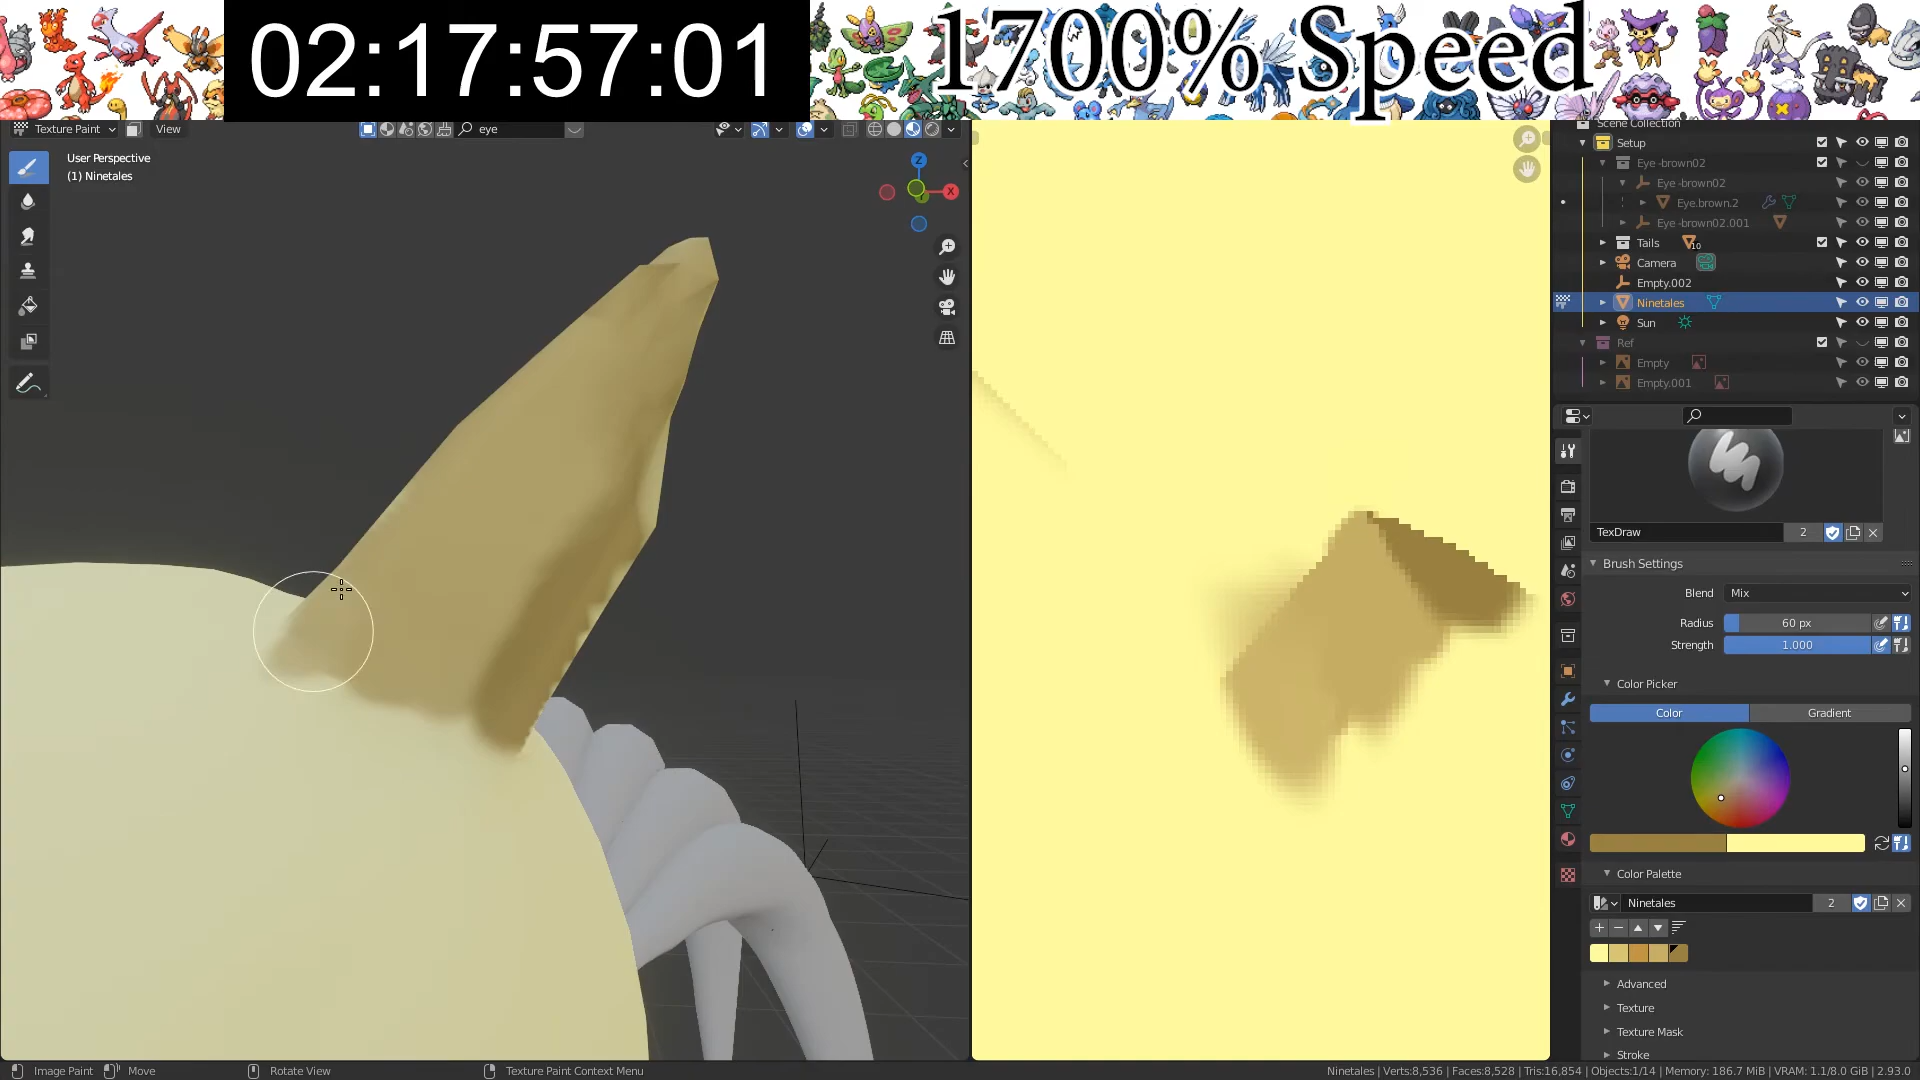 02:17:57:01
1700% Speed
Texture Paint
View
eye
User Perspective
(1) Ninetales
Z
X
Scene Collection
Setup
Eye -brown02
Eye -brown02
Eye.brown.2
Eye -brown02.001
Tails
10
Camera
Empty.002
Ninetales
Sun
Ref
Empty
Empty.001
TexDraw
2
Brush Settings
Blend
Mix
Radius
60 px
Strength
1.000
Color Picker
Color
Gradient
Color Palette
Ninetales
2
Advanced
Texture
Texture Mask
Stroke
Image Paint
Move
Rotate View
Texture Paint Context Menu
Ninetales | Verts:8,536 | Faces:8,528 | Tris:16,854 | Objects:1/14 | Memory: 186.7 MiB | VRAM: 1.1/8.0 GiB | 2.93.0